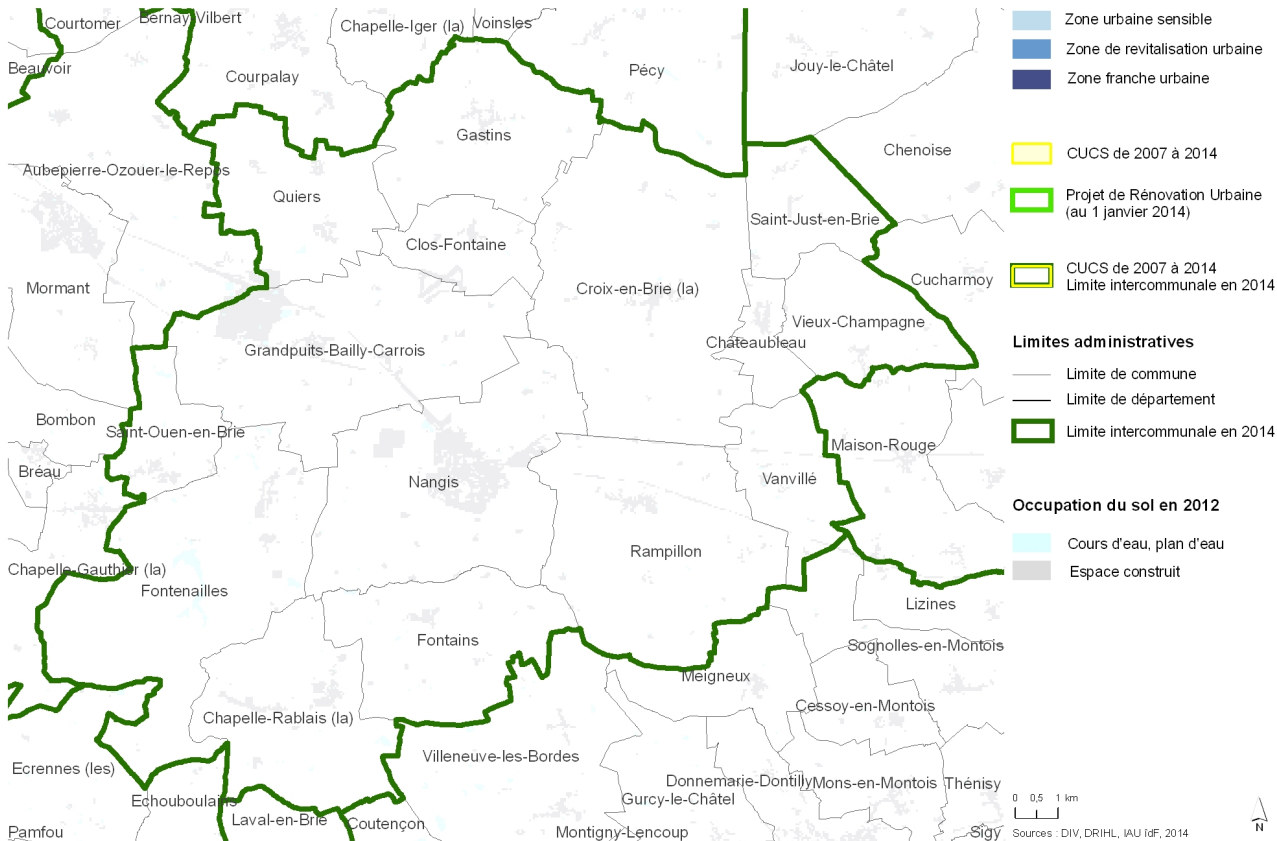 Courtomer
Bernay Vilbert
Chapelle-Iger (la)
Voinsles
Beauvoir
Courpalay
Pécy
Jouy-le-Châtel
Gastins
Chenoise
Aubepierre-Ozouer-le-Repos
Quiers
Saint-Just-en-Brie
Clos-Fontaine
Mormant
Croix-en-Brie (la)
Cucharmoy
Vieux-Champagne
Châteaubleau
Grandpuits-Bailly-Carrois
Bombon
Saint-Ouen-en-Brie
Maison-Rouge
Bréau
Nangis
Vanvillé
Rampillon
Chapelle-Gauthier (la)
Fontenailles
Lizines
Fontains
Sognolles-en-Montois
Meigneux
Chapelle-Rablais (la)
Cessoy-en-Montois
Villeneuve-les-Bordes
Ecrennes (les)
Donnemarie-Dontilly
Mons-en-Montois
Thénisy
Echouboulains
Gurcy-le-Châtel
Laval-en-Brie
Coutençon
Pamfou
Montigny-Lencoup
Sigy
Zone urbaine sensible
Zone de revitalisation urbaine
Zone franche urbaine
CUCS de 2007 à 2014
Projet de Rénovation Urbaine
(au 1 janvier 2014)
CUCS de 2007 à 2014
Limite intercommunale en 2014
Limites administratives
Limite de commune
Limite de département
Limite intercommunale en 2014
Occupation du sol en 2012
Cours d'eau, plan d'eau
Espace construit
0 0,5 1 km
Sources : DIV, DRIHL, IAU îdF, 2014
N